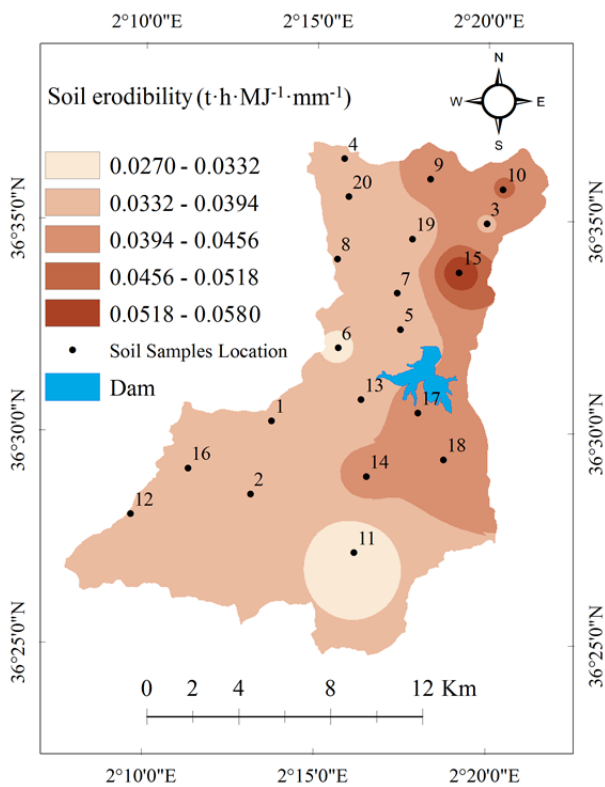 2°10'0"E 2°15'0"E 2°20'0"E
N
W E
S
Soil erodibility (t·h·MJ⁻¹·mm⁻¹)
0.0270 - 0.0332
0.0332 - 0.0394
0.0394 - 0.0456
0.0456 - 0.0518
0.0518 - 0.0580
Soil Samples Location
Dam
4
9
10
20
3
19
8
15
7
5
6
13
17
1
18
14
16
2
12
11
36°35'0"N
36°30'0"N
36°25'0"N
36°35'0"N
36°30'0"N
36°25'0"N
0 2 4 8 12 Km
2°10'0"E 2°15'0"E 2°20'0"E